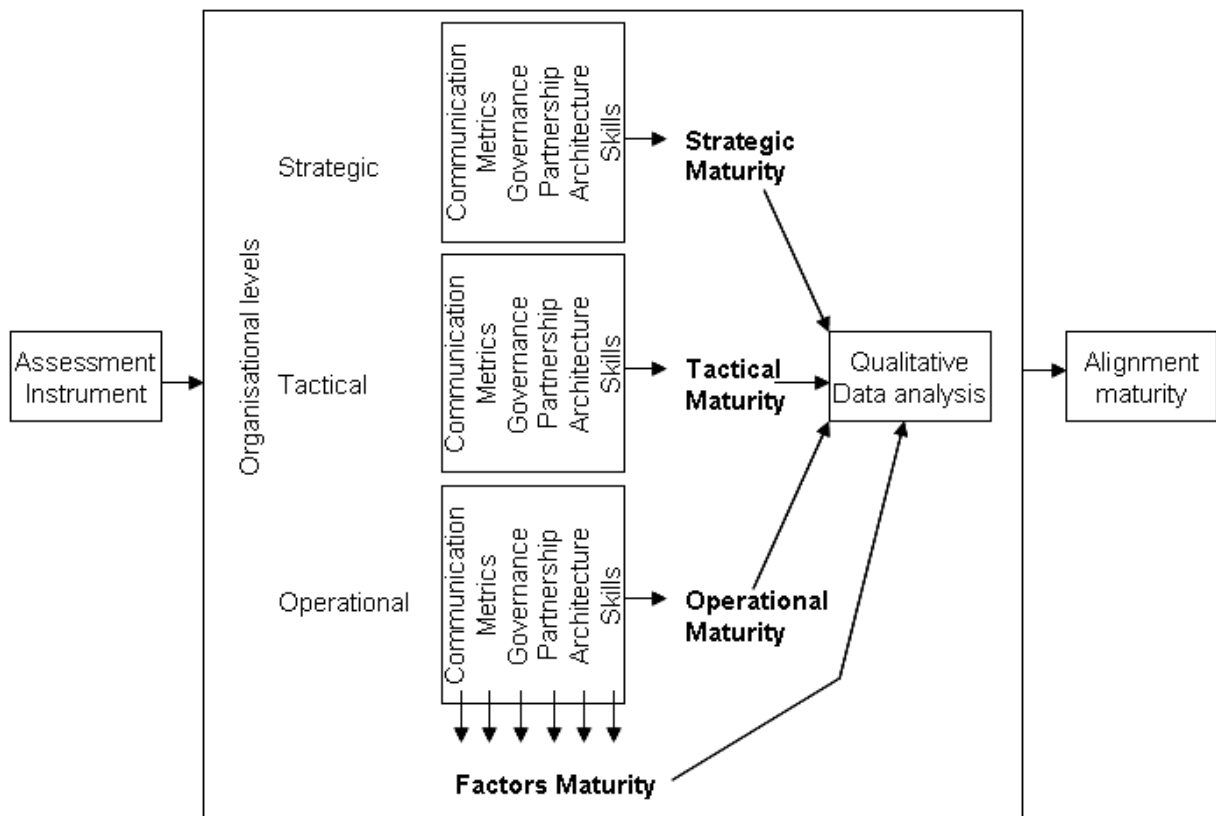 Assessment
Instrument
Organisational levels
Strategic
Communication
Metrics
Governance
Partnership
Architecture
Skills
Strategic
Maturity
Tactical
Communication
Metrics
Governance
Partnership
Architecture
Skills
Tactical
Maturity
Operational
Communication
Metrics
Governance
Partnership
Architecture
Skills
Operational
Maturity
Factors Maturity
Qualitative
Data analysis
Alignment
maturity